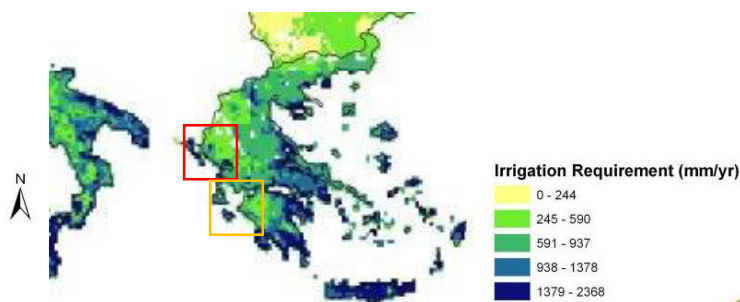 N
Irrigation Requirement (mm/yr)
0 - 244
245 - 590
591 - 937
938 - 1378
1379 - 2368